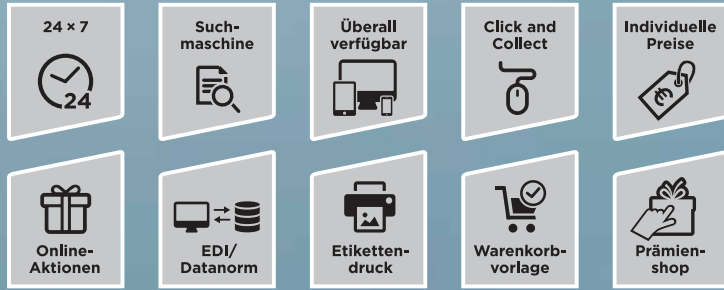 24 × 7
Such-
maschine
Überall
verfügbar
Click and
Collect
Individuelle
Preise
24
€
Online-
Aktionen
EDI/
Datanorm
Etiketten-
druck
Warenkorb-
vorlage
Prämien-
shop